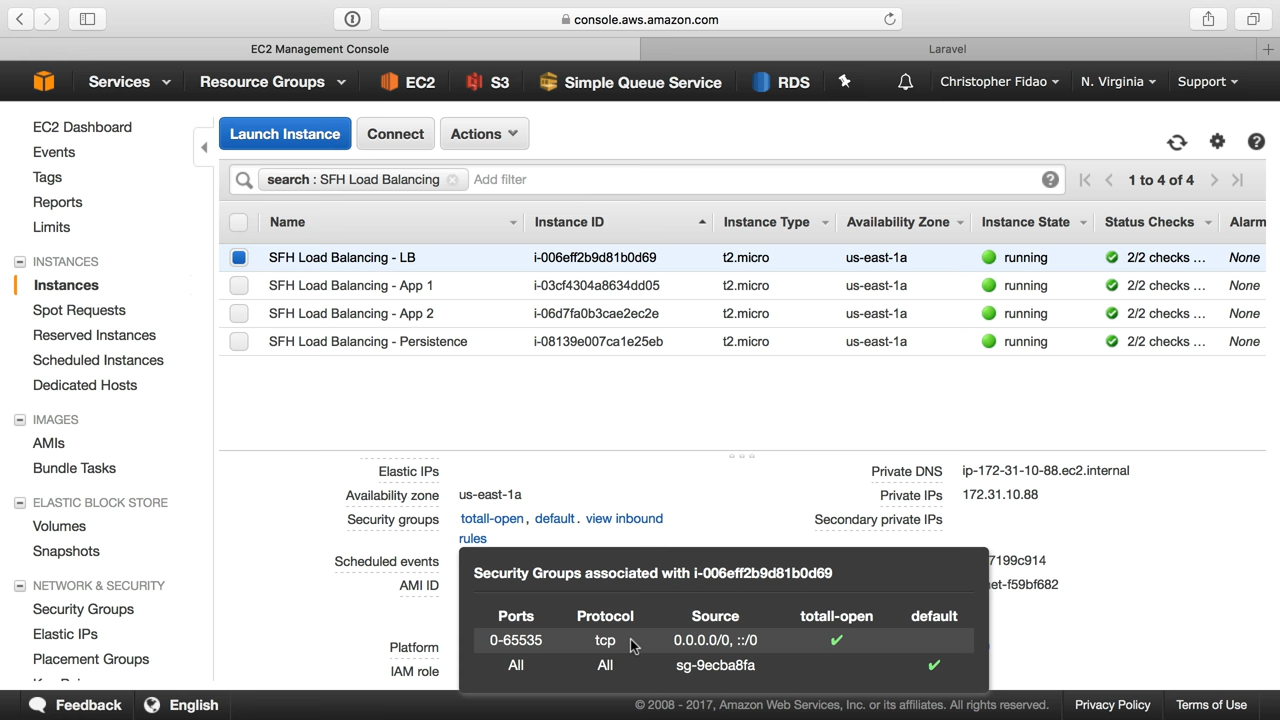 console.aws.amazon.com
EC2 Management Console
Laravel
Services
Resource Groups
EC2
S3
Simple Queue Service
RDS
Christopher Fidao
N. Virginia
Support
EC2 Dashboard
Events
Tags
Reports
Limits
INSTANCES
Instances
Spot Requests
Reserved Instances
Scheduled Instances
Dedicated Hosts
IMAGES
AMIs
Bundle Tasks
ELASTIC BLOCK STORE
Volumes
Snapshots
NETWORK & SECURITY
Security Groups
Elastic IPs
Placement Groups
Launch Instance Connect Actions
search : SFH Load Balancing Add filter 1 to 4 of 4
Name Instance ID Instance Type Availability Zone Instance State Status Checks Alarm
SFH Load Balancing - LB i-006eff2b9d81b0d69 t2.micro us-east-1a running 2/2 checks ... None
SFH Load Balancing - App 1 i-03cf4304a8634dd05 t2.micro us-east-1a running 2/2 checks ... None
SFH Load Balancing - App 2 i-06d7fa0b3cae2ec2e t2.micro us-east-1a running 2/2 checks ... None
SFH Load Balancing - Persistence i-08139e007ca1e25eb t2.micro us-east-1a running 2/2 checks ... None
Elastic IPs
Availability zone us-east-1a
Security groups totall-open, default. view inbound
rules
Scheduled events
AMI ID
Platform
IAM role
Private DNS ip-172-31-10-88.ec2.internal
Private IPs 172.31.10.88
Secondary private IPs
7199c914
et-f59bf682
Security Groups associated with i-006eff2b9d81b0d69
Ports Protocol Source totall-open default
0-65535 tcp 0.0.0.0/0, ::/0 ✔
All All sg-9ecba8fa ✔
Feedback English
© 2008 - 2017, Amazon Web Services, Inc. or its affiliates. All rights reserved. Privacy Policy Terms of Use